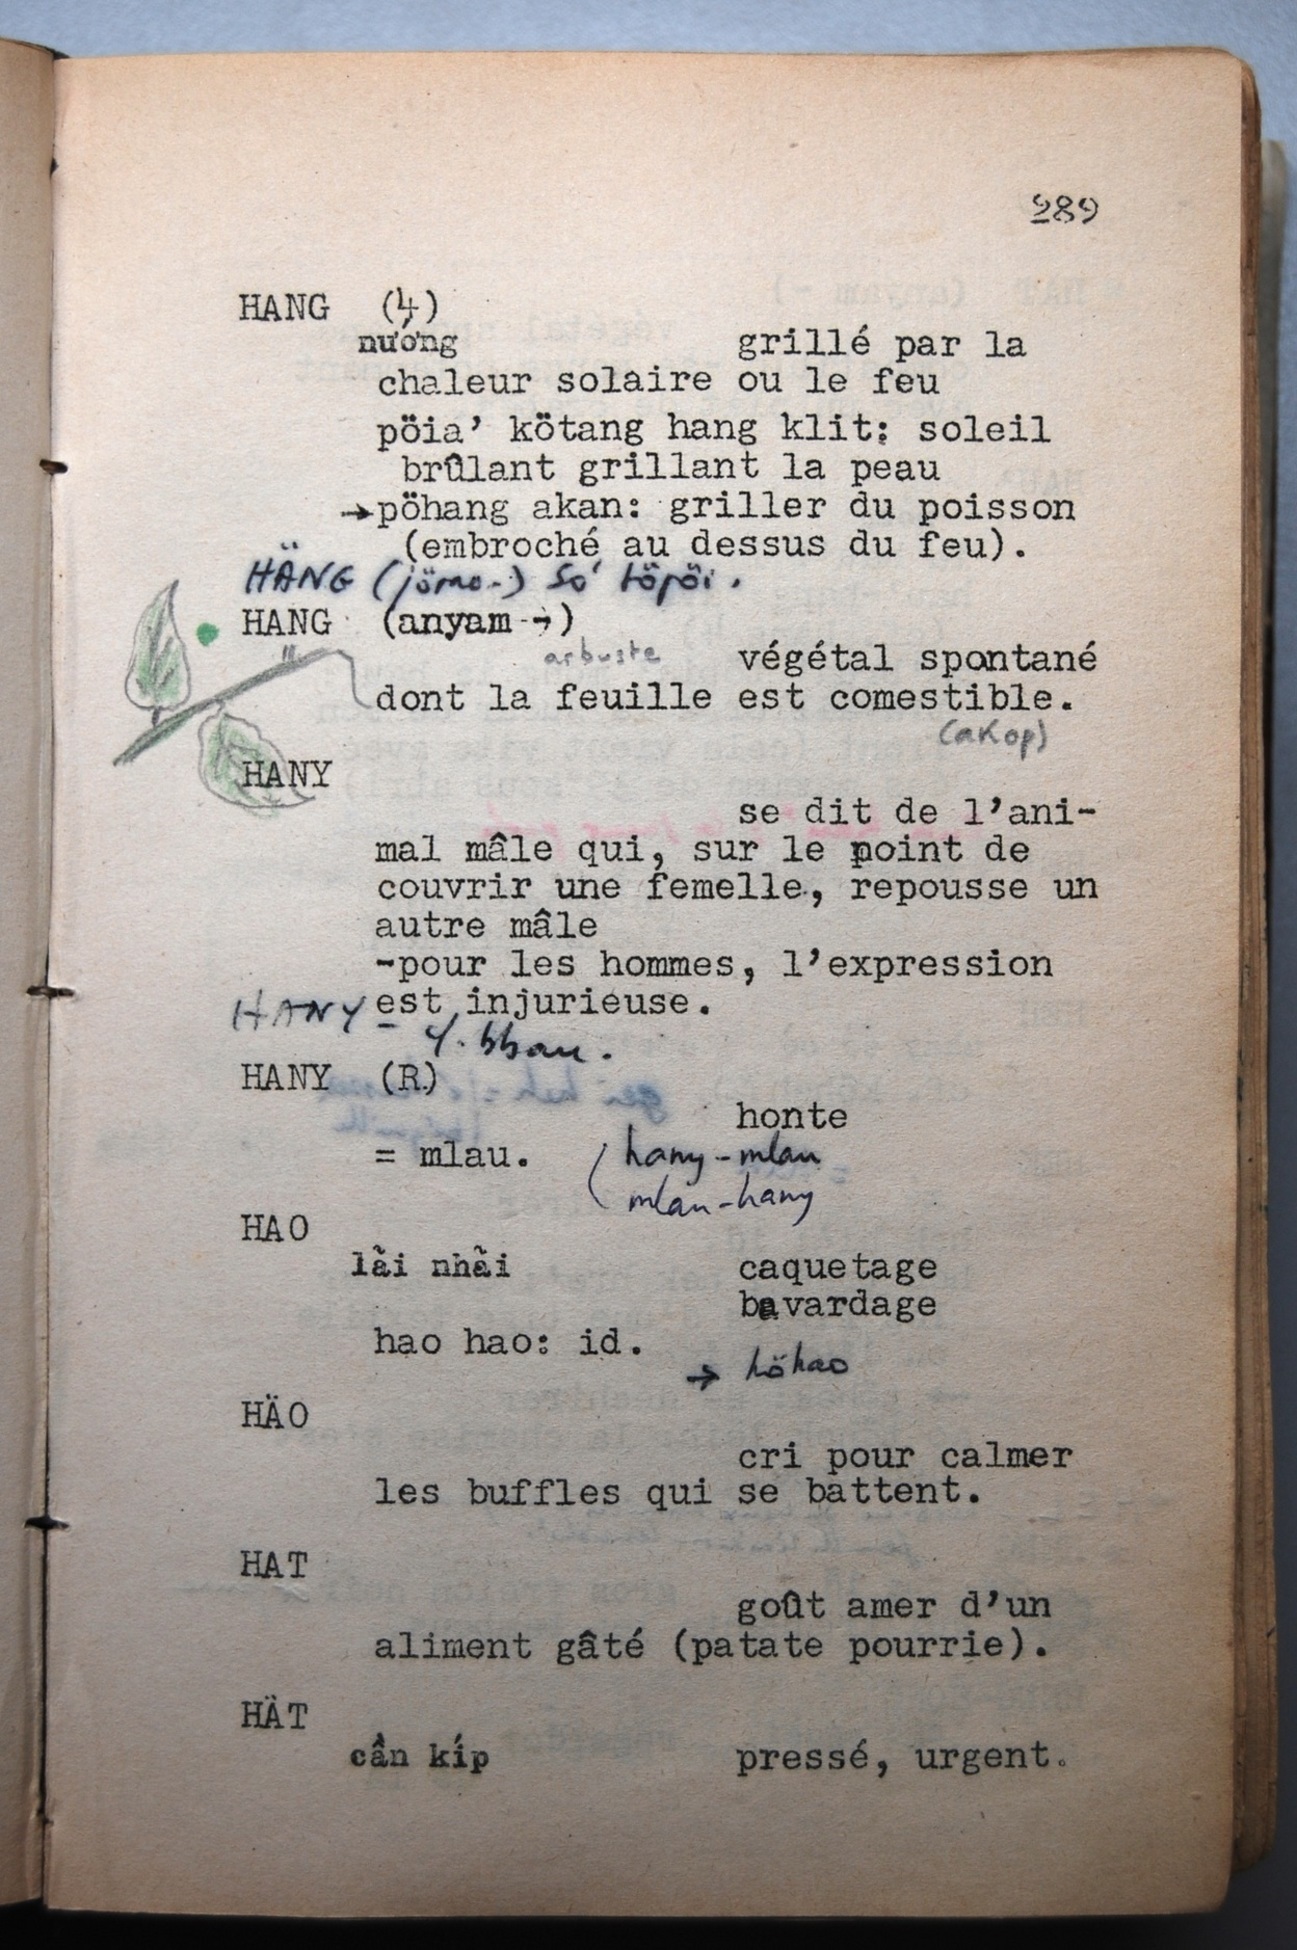 289
HANG (4)
nướng grillé par la
chaleur solaire ou le feu
pöia’ kötang hang klit: soleil
brûlant grillant la peau
→pöhang akan: griller du poisson
(embroché au dessus du feu).
HÄNG (jömo-) so' töpöi.
HANG (anyam -)
arbuste végétal spontané
dont la feuille est comestible.
(akop)
HANY
se dit de l’ani-
mal mâle qui, sur le point de
couvrir une femelle, repousse un
autre mâle
-pour les hommes, l’expression
est injurieuse.
HANY -
HANY (R)
honte
= mlau. ( hany-mlau
mlau-hany
HAO
lãi nhãi caquetage
bavardage
hao hao: id.
→ höhao
HÄO
cri pour calmer
les buffles qui se battent.
HAT
goût amer d’un
aliment gâté (patate pourrie).
HÄT
cần kíp pressé, urgent.